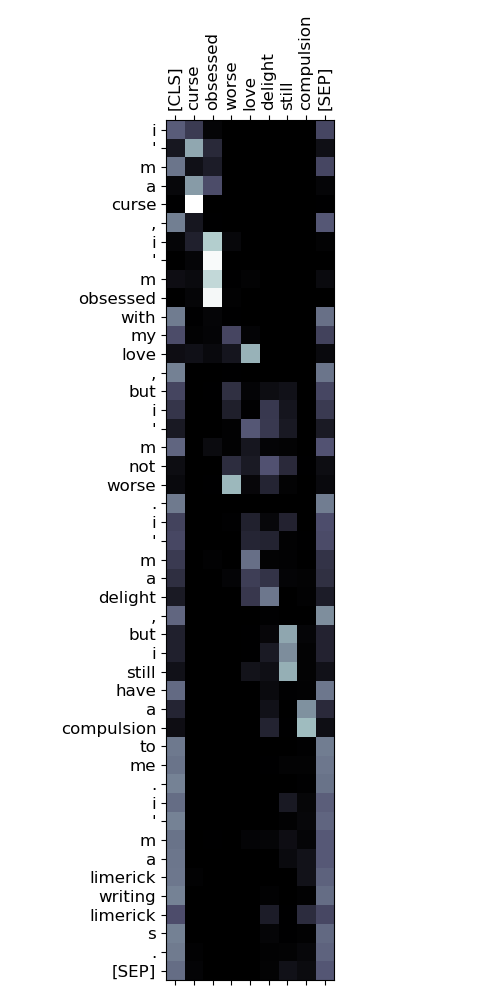 [CLS] curse obsessed worse love delight still compulsion [SEP]
i
'
m
a
curse
,
i
'
m
obsessed
with
my
love
,
but
i
'
m
not
worse
.
i
'
m
a
delight
,
but
i
still
have
a
compulsion
to
me
.
i
'
m
a
limerick
writing
limerick
s
.
[SEP]